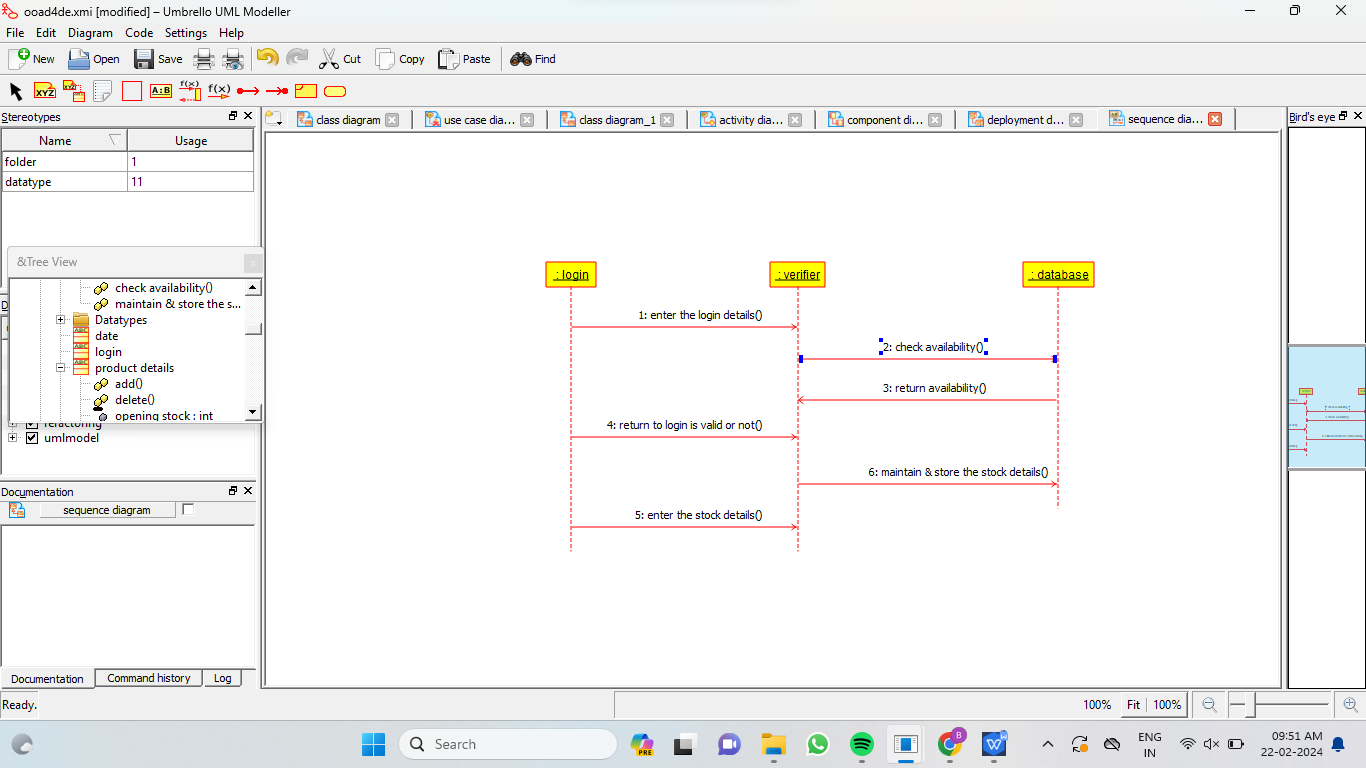 ooad4de.xmi [modified] – Umbrello UML Modeller
File Edit Diagram Code Settings Help
New Open Save Cut Copy Paste Find
XYZ XYZ A:B f(x) f(x)
Stereotypes
Name Usage
folder 1
datatype 11
&Tree View
check availability()
maintain & store the s...
Datatypes
date
login
product details
add()
delete()
opening stock : int
refactoring
umlmodel
Documentation
sequence diagram
Documentation Command history Log
class diagram use case dia... class diagram_1 activity dia... component di... deployment d... sequence dia...
: login : verifier : database
1: enter the login details()
2: check availability()
3: return availability()
4: return to login is valid or not()
6: maintain & store the stock details()
5: enter the stock details()
Bird's eye
Ready.
100% Fit 100%
Search
PRE
B
W
ENG
IN
09:51 AM
22-02-2024